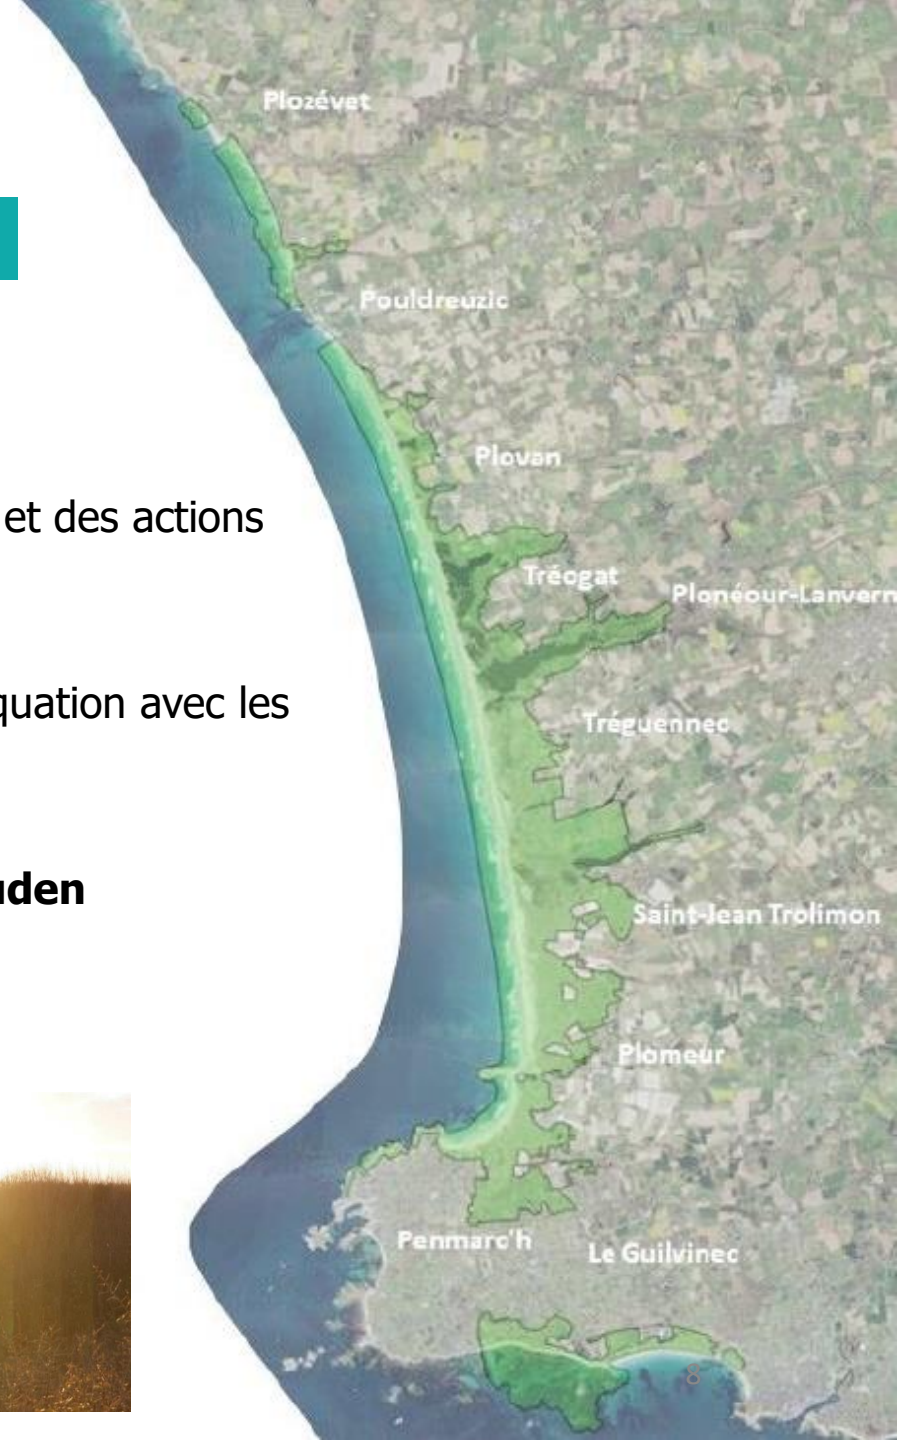 Plozévet
Pouldreuzic
Plovan
et des actions
Tréogat
Plonéour-Lanvern
quation avec les
Tréguennec
uden
Saint-Jean Trolimon
Plomeur
Penmarc'h
Le Guilvinec
8